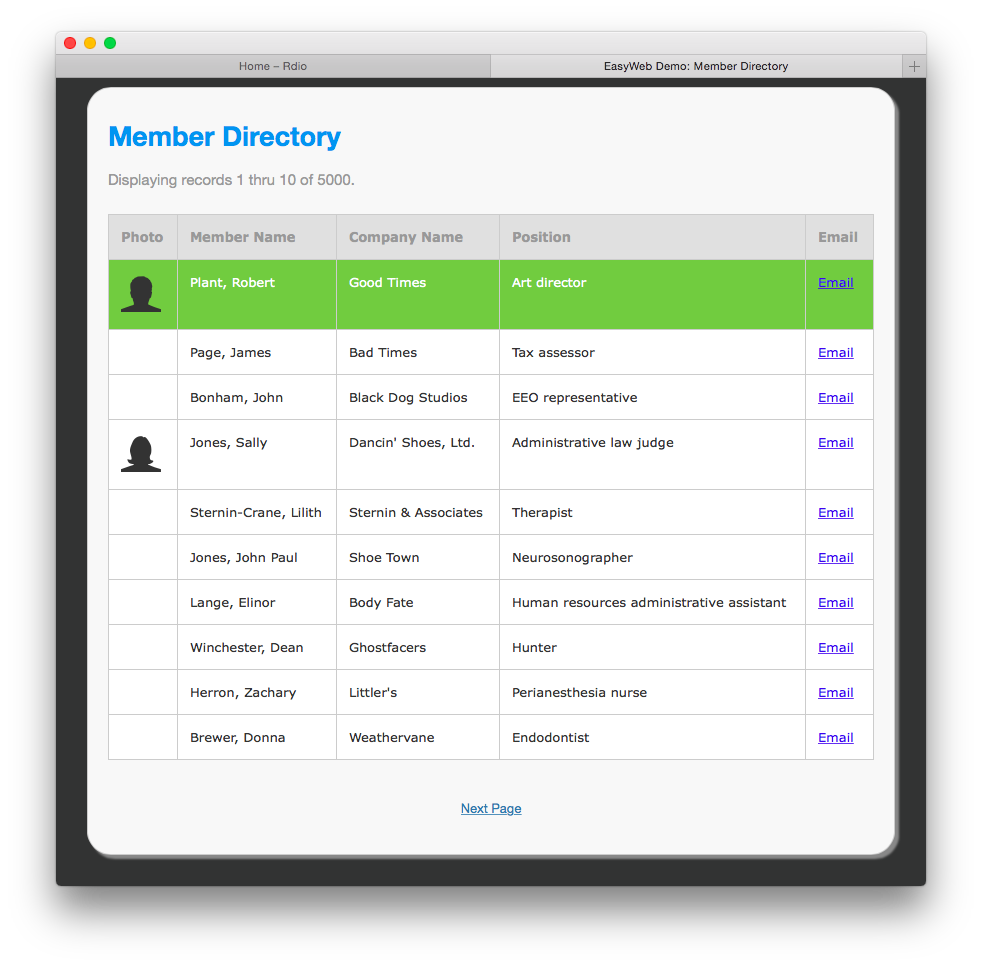 Home – Rdio
EasyWeb Demo: Member Directory
Member Directory
Displaying records 1 thru 10 of 5000.
Photo Member Name Company Name Position Email
Plant, Robert Good Times Art director Email
Page, James Bad Times Tax assessor Email
Bonham, John Black Dog Studios EEO representative Email
Jones, Sally Dancin' Shoes, Ltd. Administrative law judge Email
Sternin-Crane, Lilith Sternin & Associates Therapist Email
Jones, John Paul Shoe Town Neurosonographer Email
Lange, Elinor Body Fate Human resources administrative assistant Email
Winchester, Dean Ghostfacers Hunter Email
Herron, Zachary Littler's Perianesthesia nurse Email
Brewer, Donna Weathervane Endodontist Email
Next Page